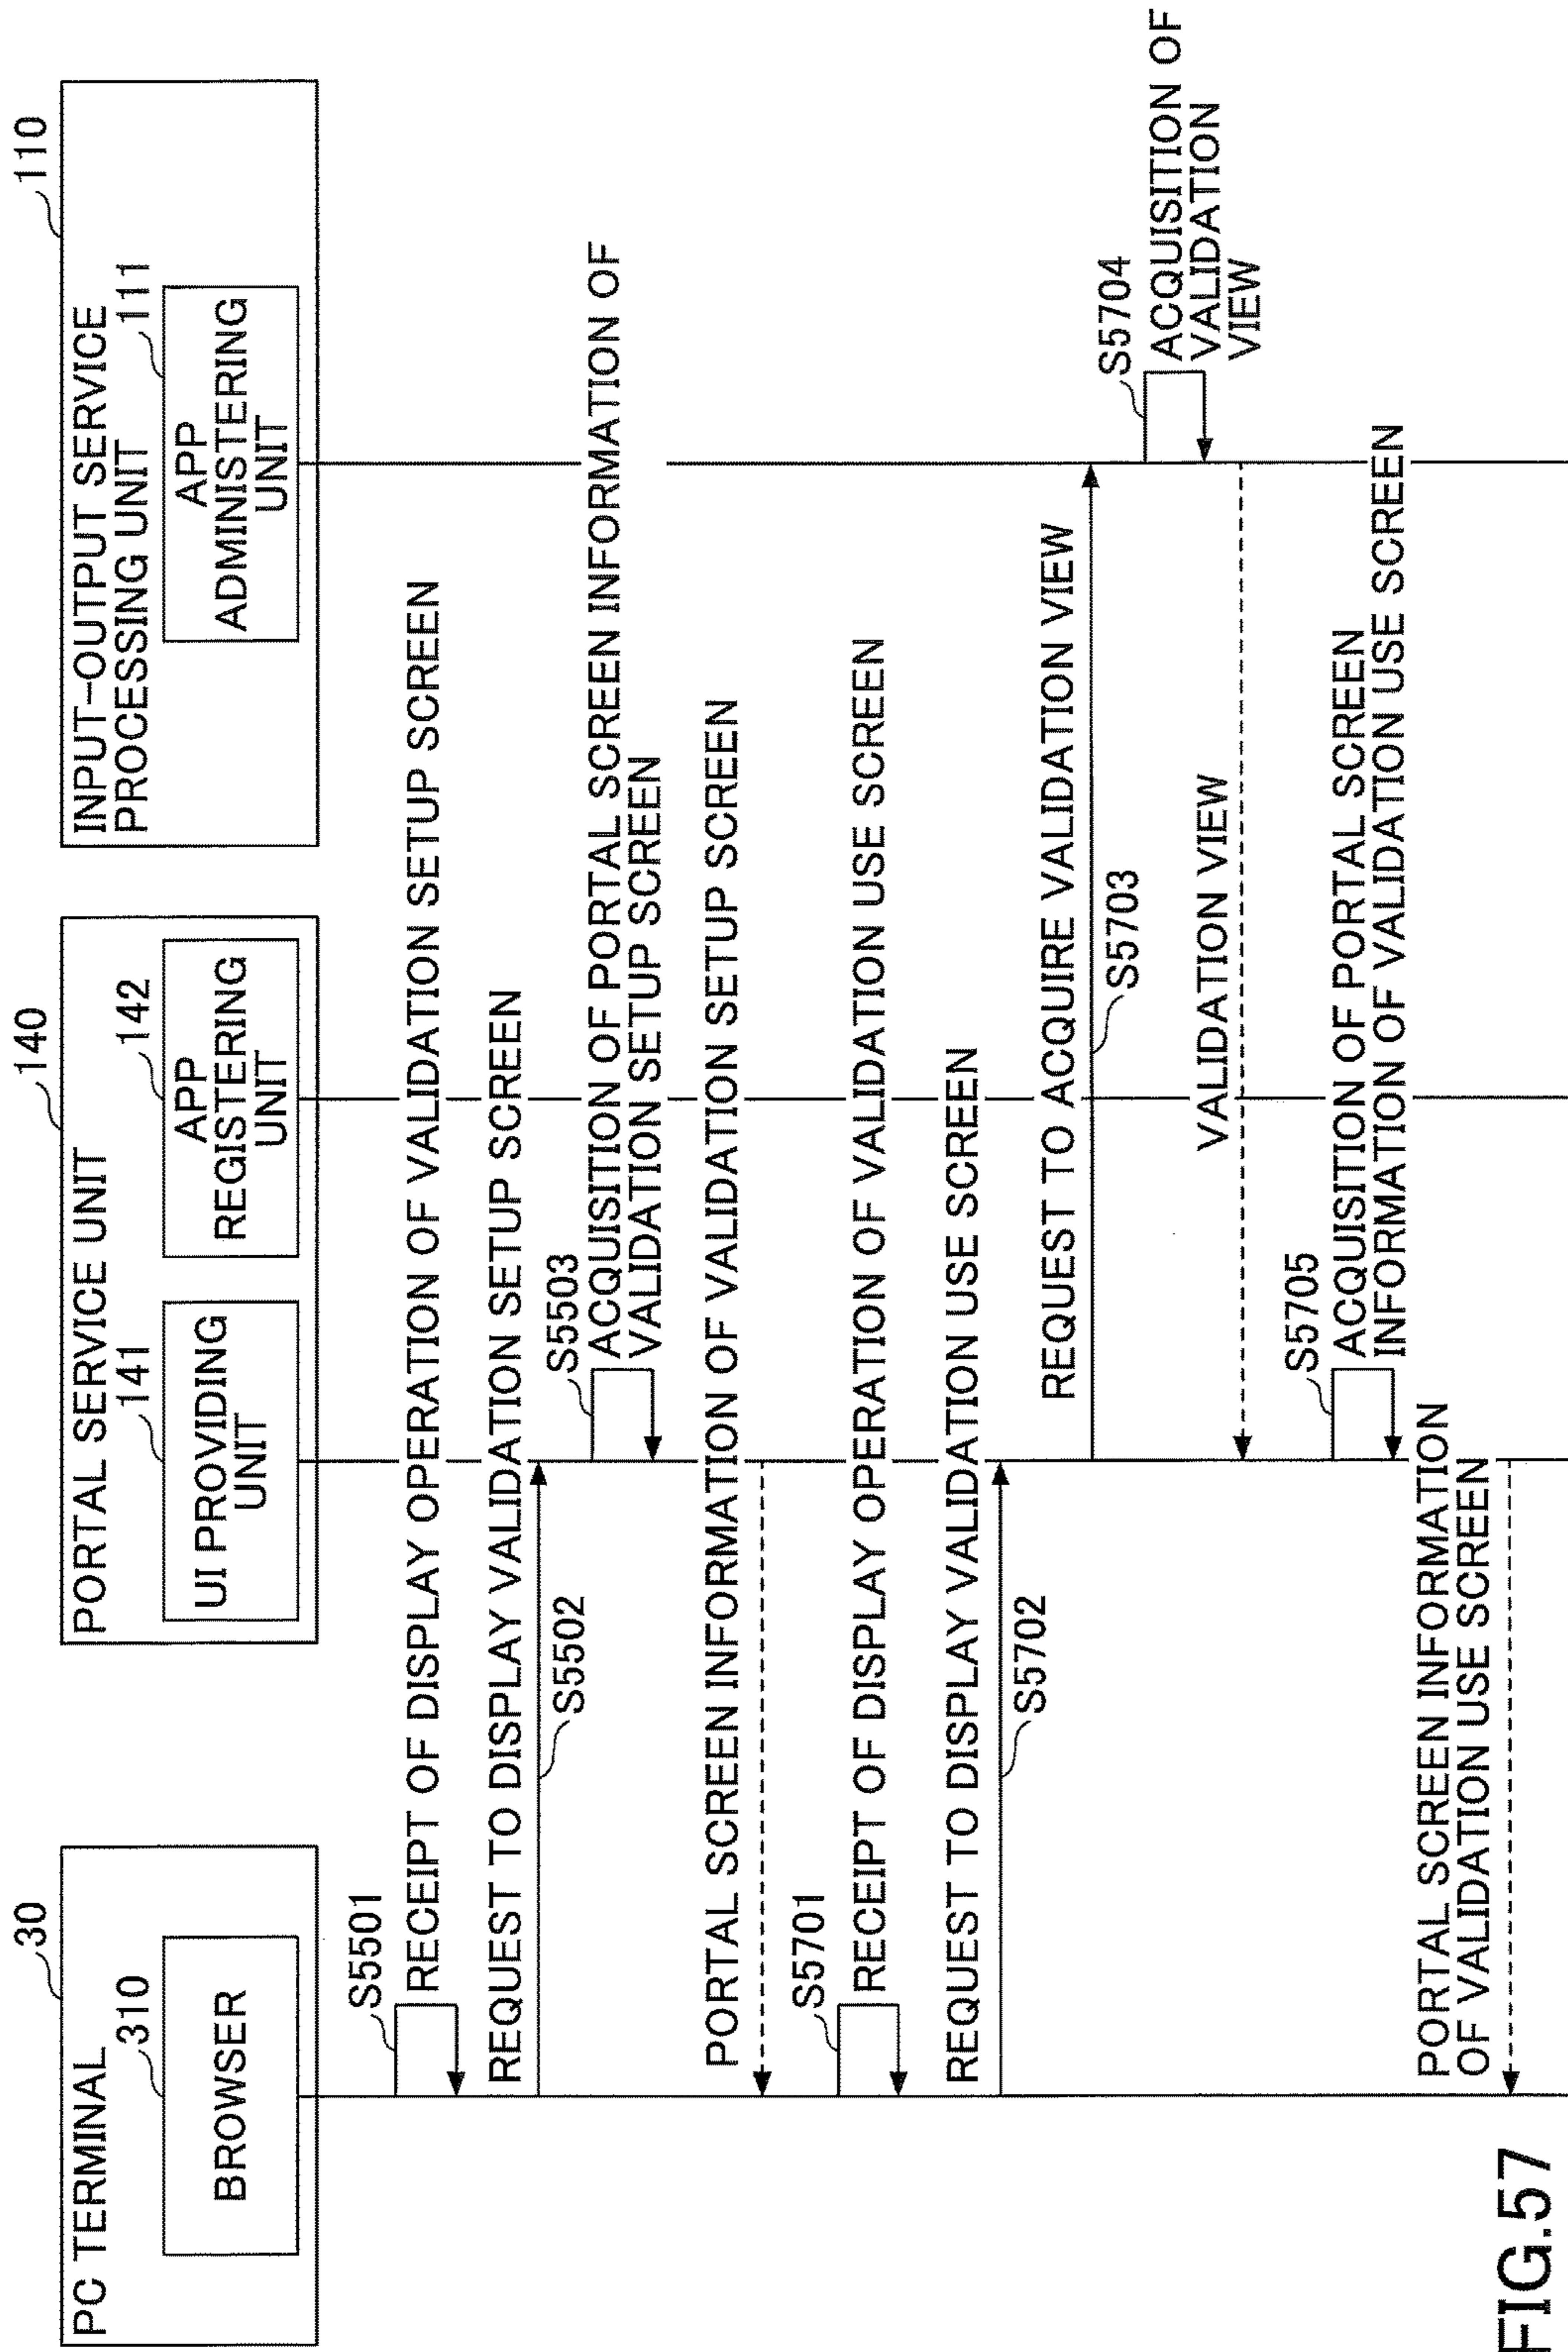 30
PC TERMINAL
310
BROWSER
140
PORTAL SERVICE UNIT
141
UI PROVIDING
UNIT
142
APP
REGISTERING
UNIT
110
INPUT-OUTPUT SERVICE
PROCESSING UNIT
111
APP
ADMINISTERING
UNIT
S5501
RECEIPT OF DISPLAY OPERATION OF VALIDATION SETUP SCREEN
REQUEST TO DISPLAY VALIDATION SETUP SCREEN
S5502
S5503
ACQUISITION OF PORTAL SCREEN INFORMATION OF
VALIDATION SETUP SCREEN
PORTAL SCREEN INFORMATION OF VALIDATION SETUP SCREEN
S5701
RECEIPT OF DISPLAY OPERATION OF VALIDATION USE SCREEN
REQUEST TO DISPLAY VALIDATION USE SCREEN
S5702
REQUEST TO ACQUIRE VALIDATION VIEW
S5703
S5704
ACQUISITION OF
VALIDATION
VIEW
VALIDATION VIEW
S5705
ACQUISITION OF PORTAL SCREEN
INFORMATION OF VALIDATION USE SCREEN
PORTAL SCREEN INFORMATION
OF VALIDATION USE SCREEN
FIG.57